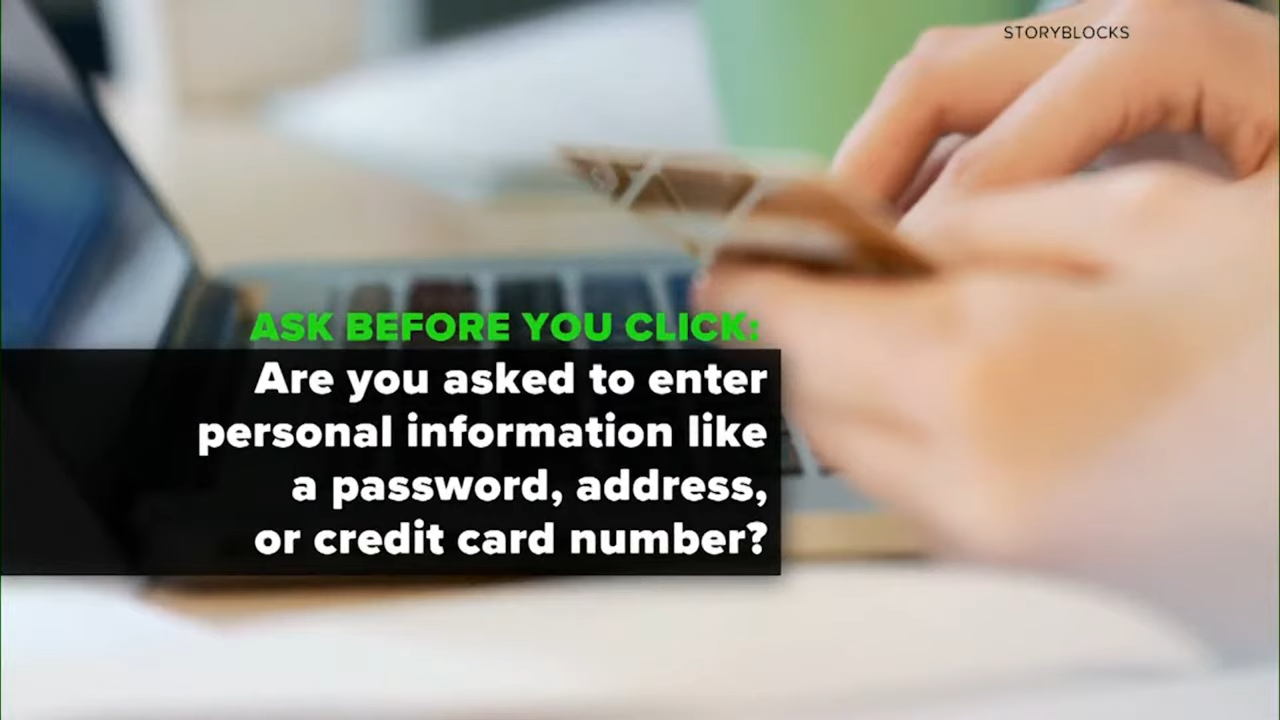 STORYBLOCKS
ASK BEFORE YOU CLICK:
Are you asked to enter
personal information like
a password, address,
or credit card number?